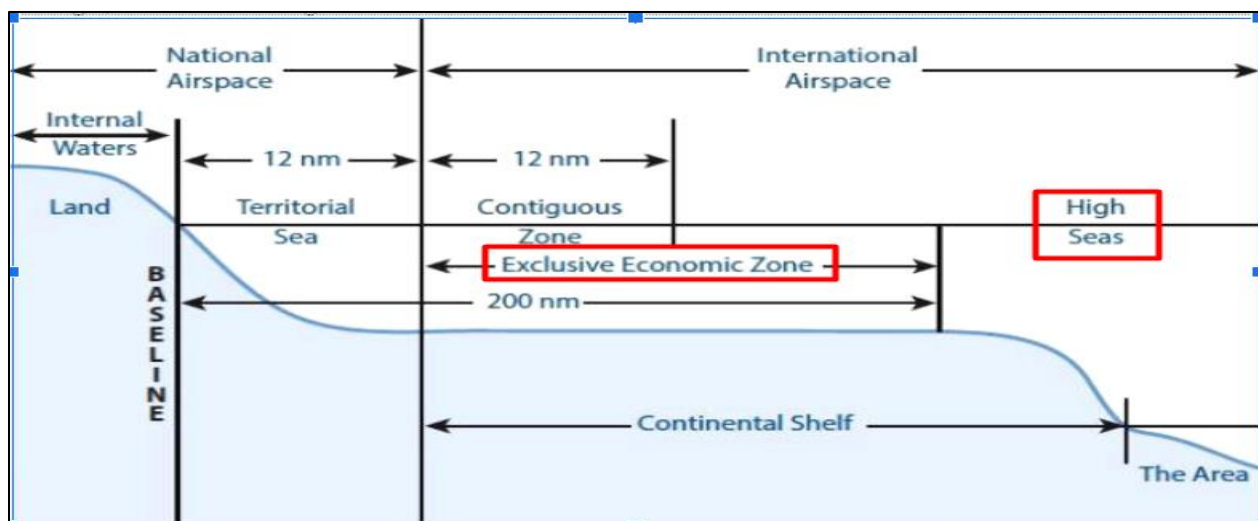 National
Airspace
International
Airspace
Internal
Waters
12 nm
12 nm
Land
Territorial
Sea
Contiguous
Zone
High
Seas
Exclusive Economic Zone
200 nm
BASELINE
Continental Shelf
The Area